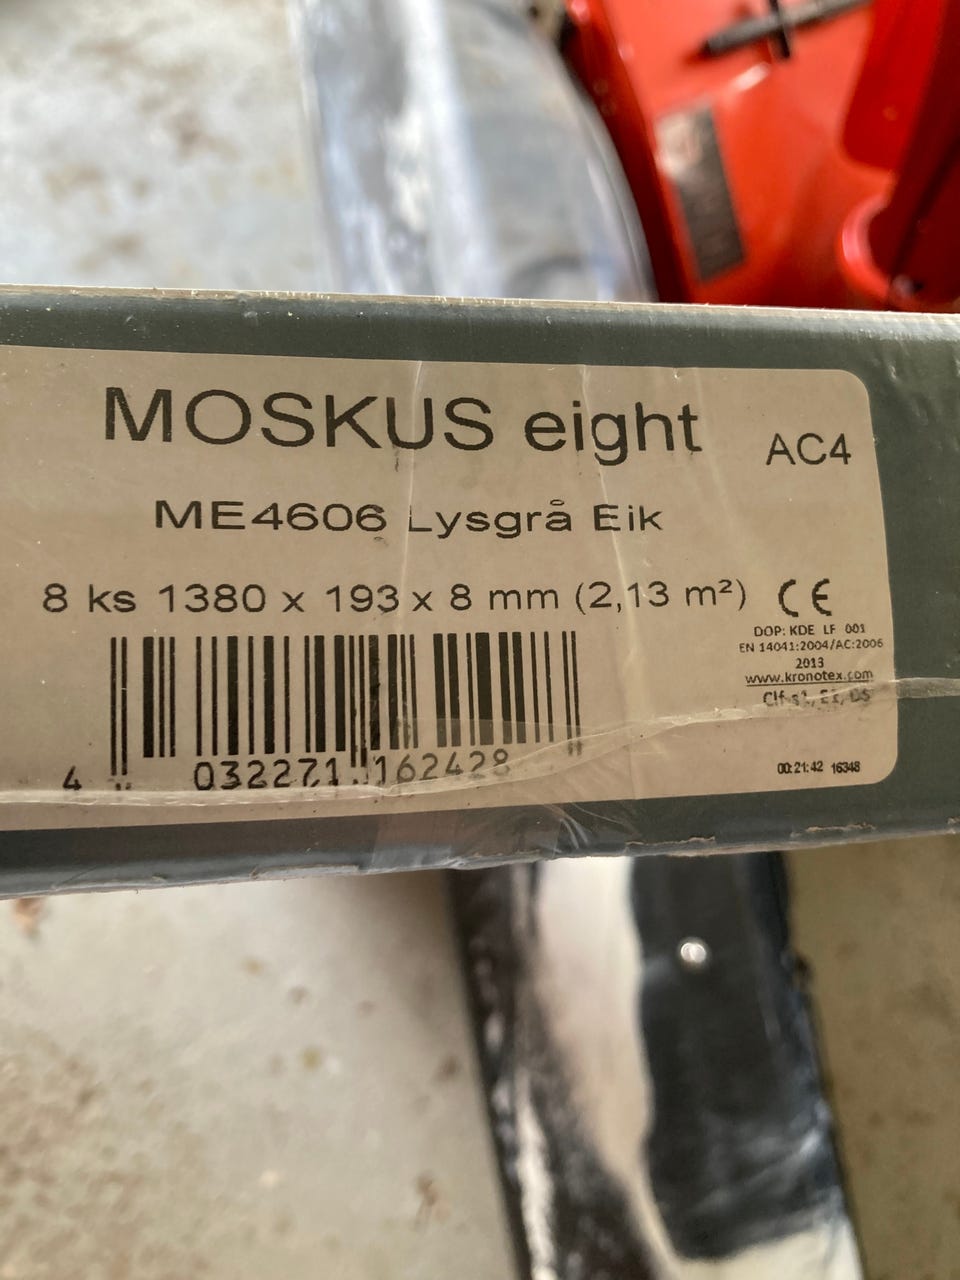 MOSKUS eight AC4
ME4606 Lysgrå Eik
8 ks 1380 x 193 x 8 mm (2,13 m²) CE
DOP: KDE LF 001
EN 14041:2004/AC:2006
2013
www.kronotex.com
4 032271 162428
00:21:42 16348